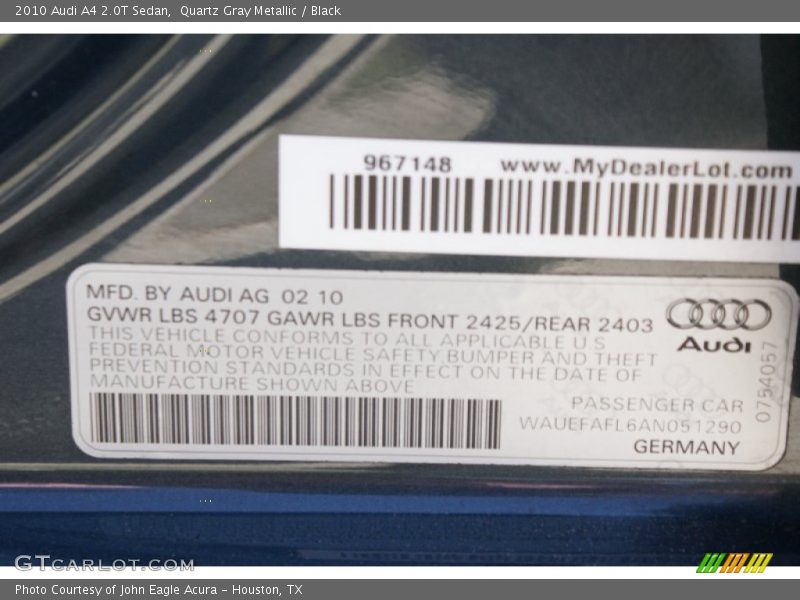 2010 Audi A4 2.0T Sedan,  Quartz Gray Metallic / Black
967148 www.MyDealerLot.com
MFD. BY AUDI AG 02 10
GVWR LBS 4707 GAWR LBS FRONT 2425/REAR 2403
THIS VEHICLE CONFORMS TO ALL APPLICABLE U S
FEDERAL MOTOR VEHICLE SAFETY BUMPER AND THEFT
PREVENTION STANDARDS IN EFFECT ON THE DATE OF
MANUFACTURE SHOWN ABOVE
Audi
0754057
PASSENGER CAR
WAUEFAFL6AN051290
GERMANY
GTcarlot.com
Photo Courtesy of John Eagle Acura - Houston, TX